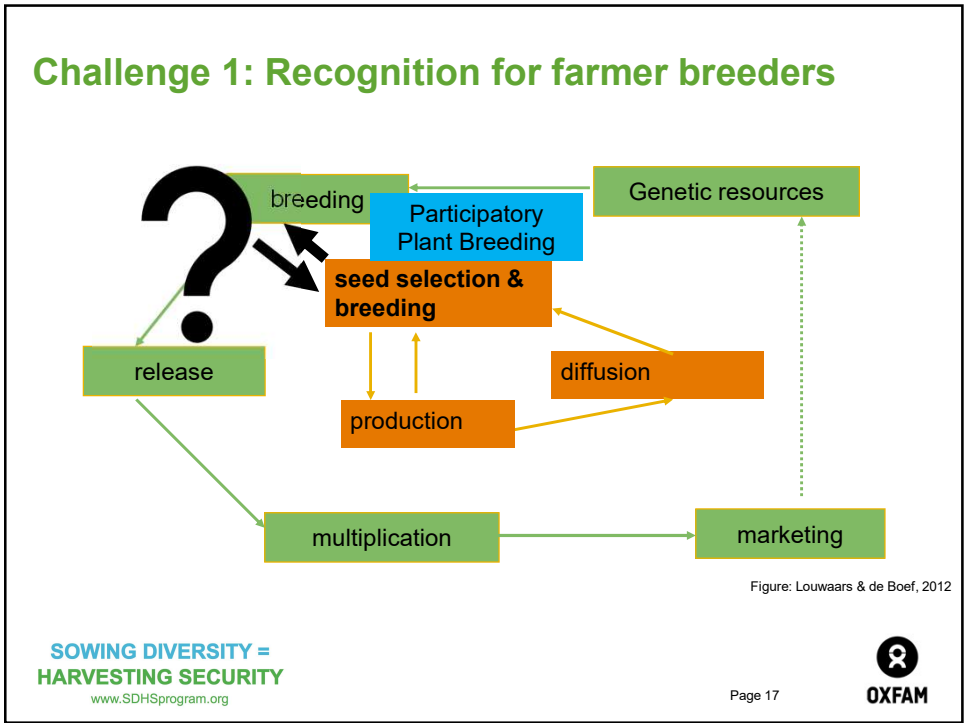 Challenge 1: Recognition for farmer breeders
breeding
Genetic resources
Participatory
Plant Breeding
seed selection &
breeding
?
release
diffusion
production
multiplication
marketing
Figure: Louwaars & de Boef, 2012
SOWING DIVERSITY =
HARVESTING SECURITY
www.SDHSprogram.org
Page 17
OXFAM